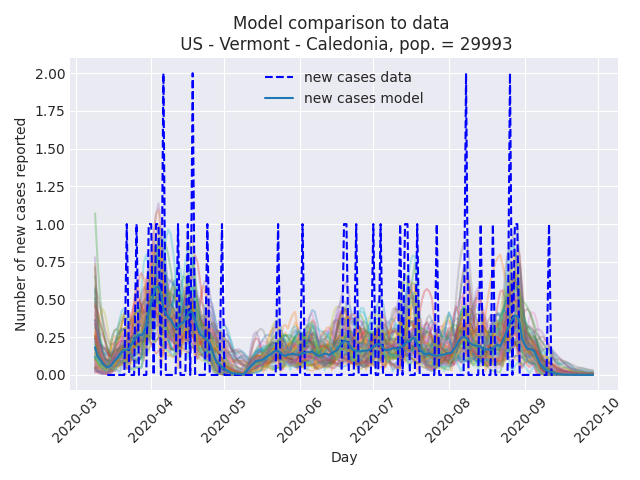 Model comparison to data
US - Vermont - Caledonia, pop. = 29993
new cases data
new cases model
Number of new cases reported
2.00
1.75
1.50
1.25
1.00
0.75
0.50
0.25
0.00
2020-03
2020-04
2020-05
2020-06
2020-07
2020-08
2020-09
2020-10
Day